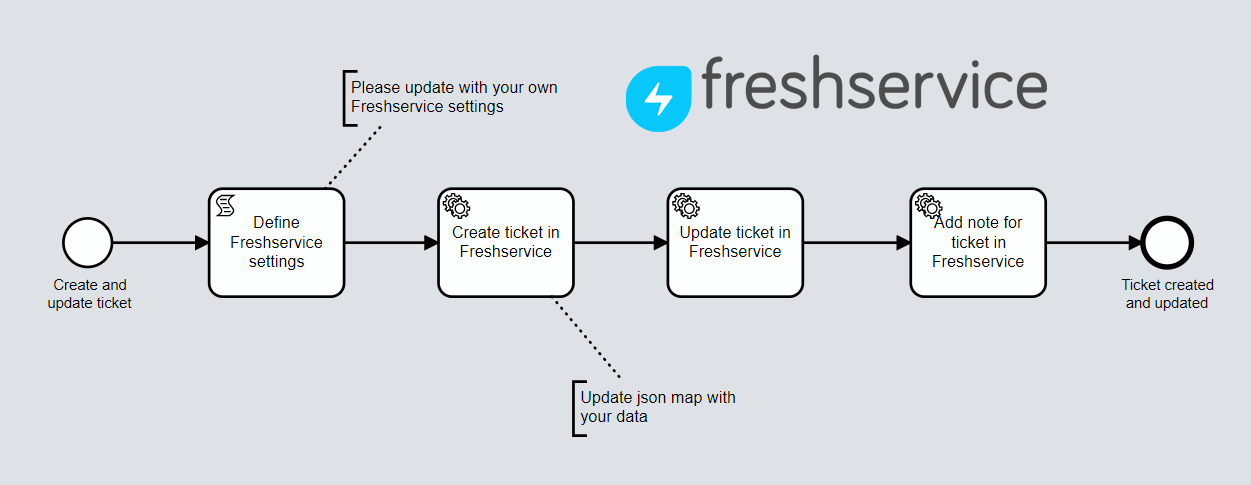 freshservice
Please update with your own
Freshservice settings
Create and
update ticket
Define
Freshservice
settings
Create ticket in
Freshservice
Update ticket in
Freshservice
Add note for
ticket in
Freshservice
Ticket created
and updated
Update json map with
your data